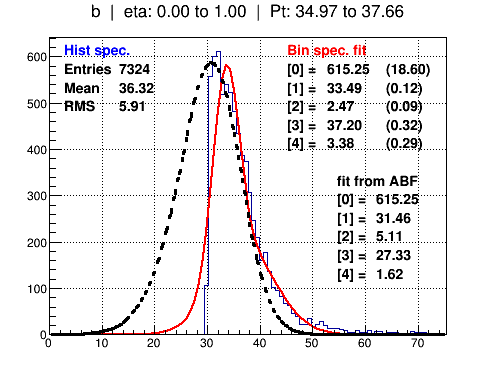 b | eta: 0.00 to 1.00 | Pt: 34.97 to 37.66
Hist spec.
Entries 7324
Mean 36.32
RMS 5.91
Bin spec. fit
[0] = 615.25 (18.60)
[1] = 33.49 (0.12)
[2] = 2.47 (0.09)
[3] = 37.20 (0.32)
[4] = 3.38 (0.29)
fit from ABF
[0] = 615.25
[1] = 31.46
[2] = 5.11
[3] = 27.33
[4] = 1.62
600
500
400
300
200
100
0
0 10 20 30 40 50 60 70